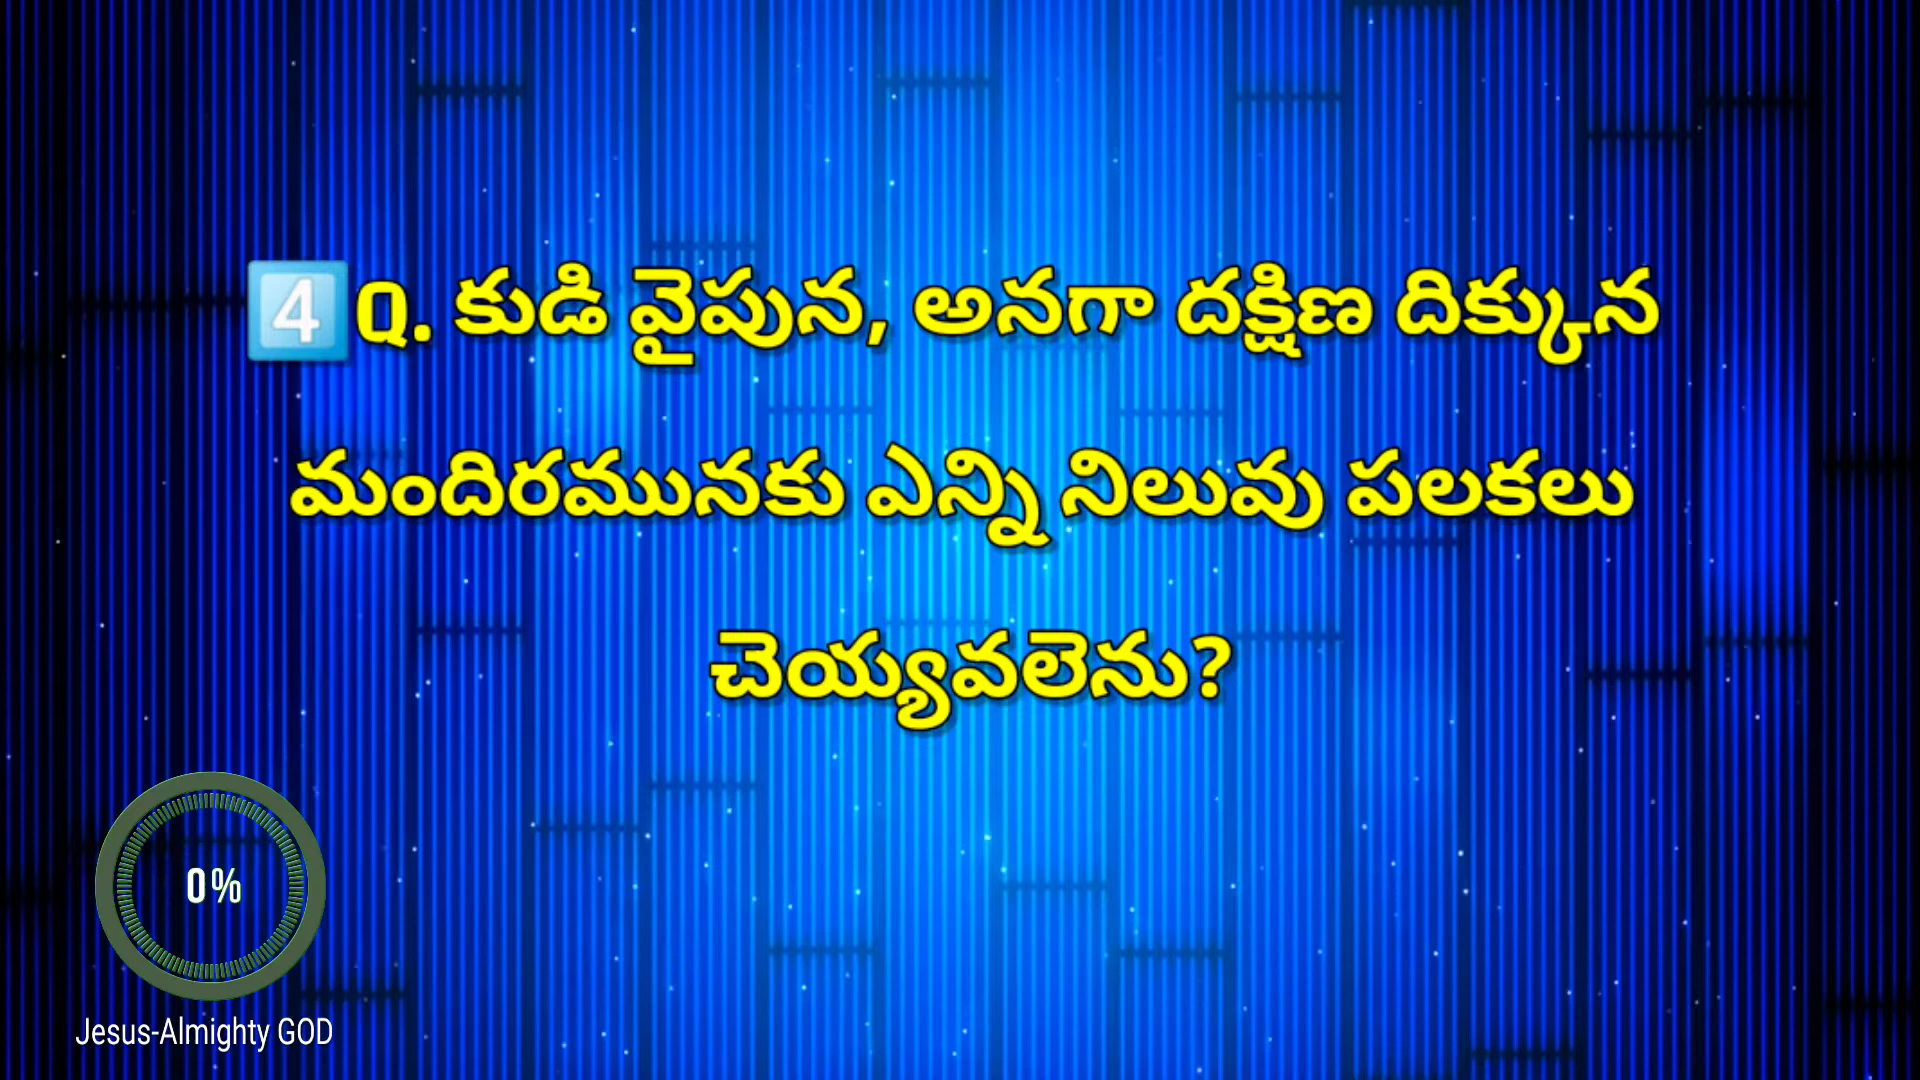 4️⃣Q. కుడి వైపున, అనగా దక్షిణ దిక్కున
మందిరమునకు ఎన్ని నిలువు పలకలు
చెయ్యవలెను?
0%
Jesus-Almighty GOD